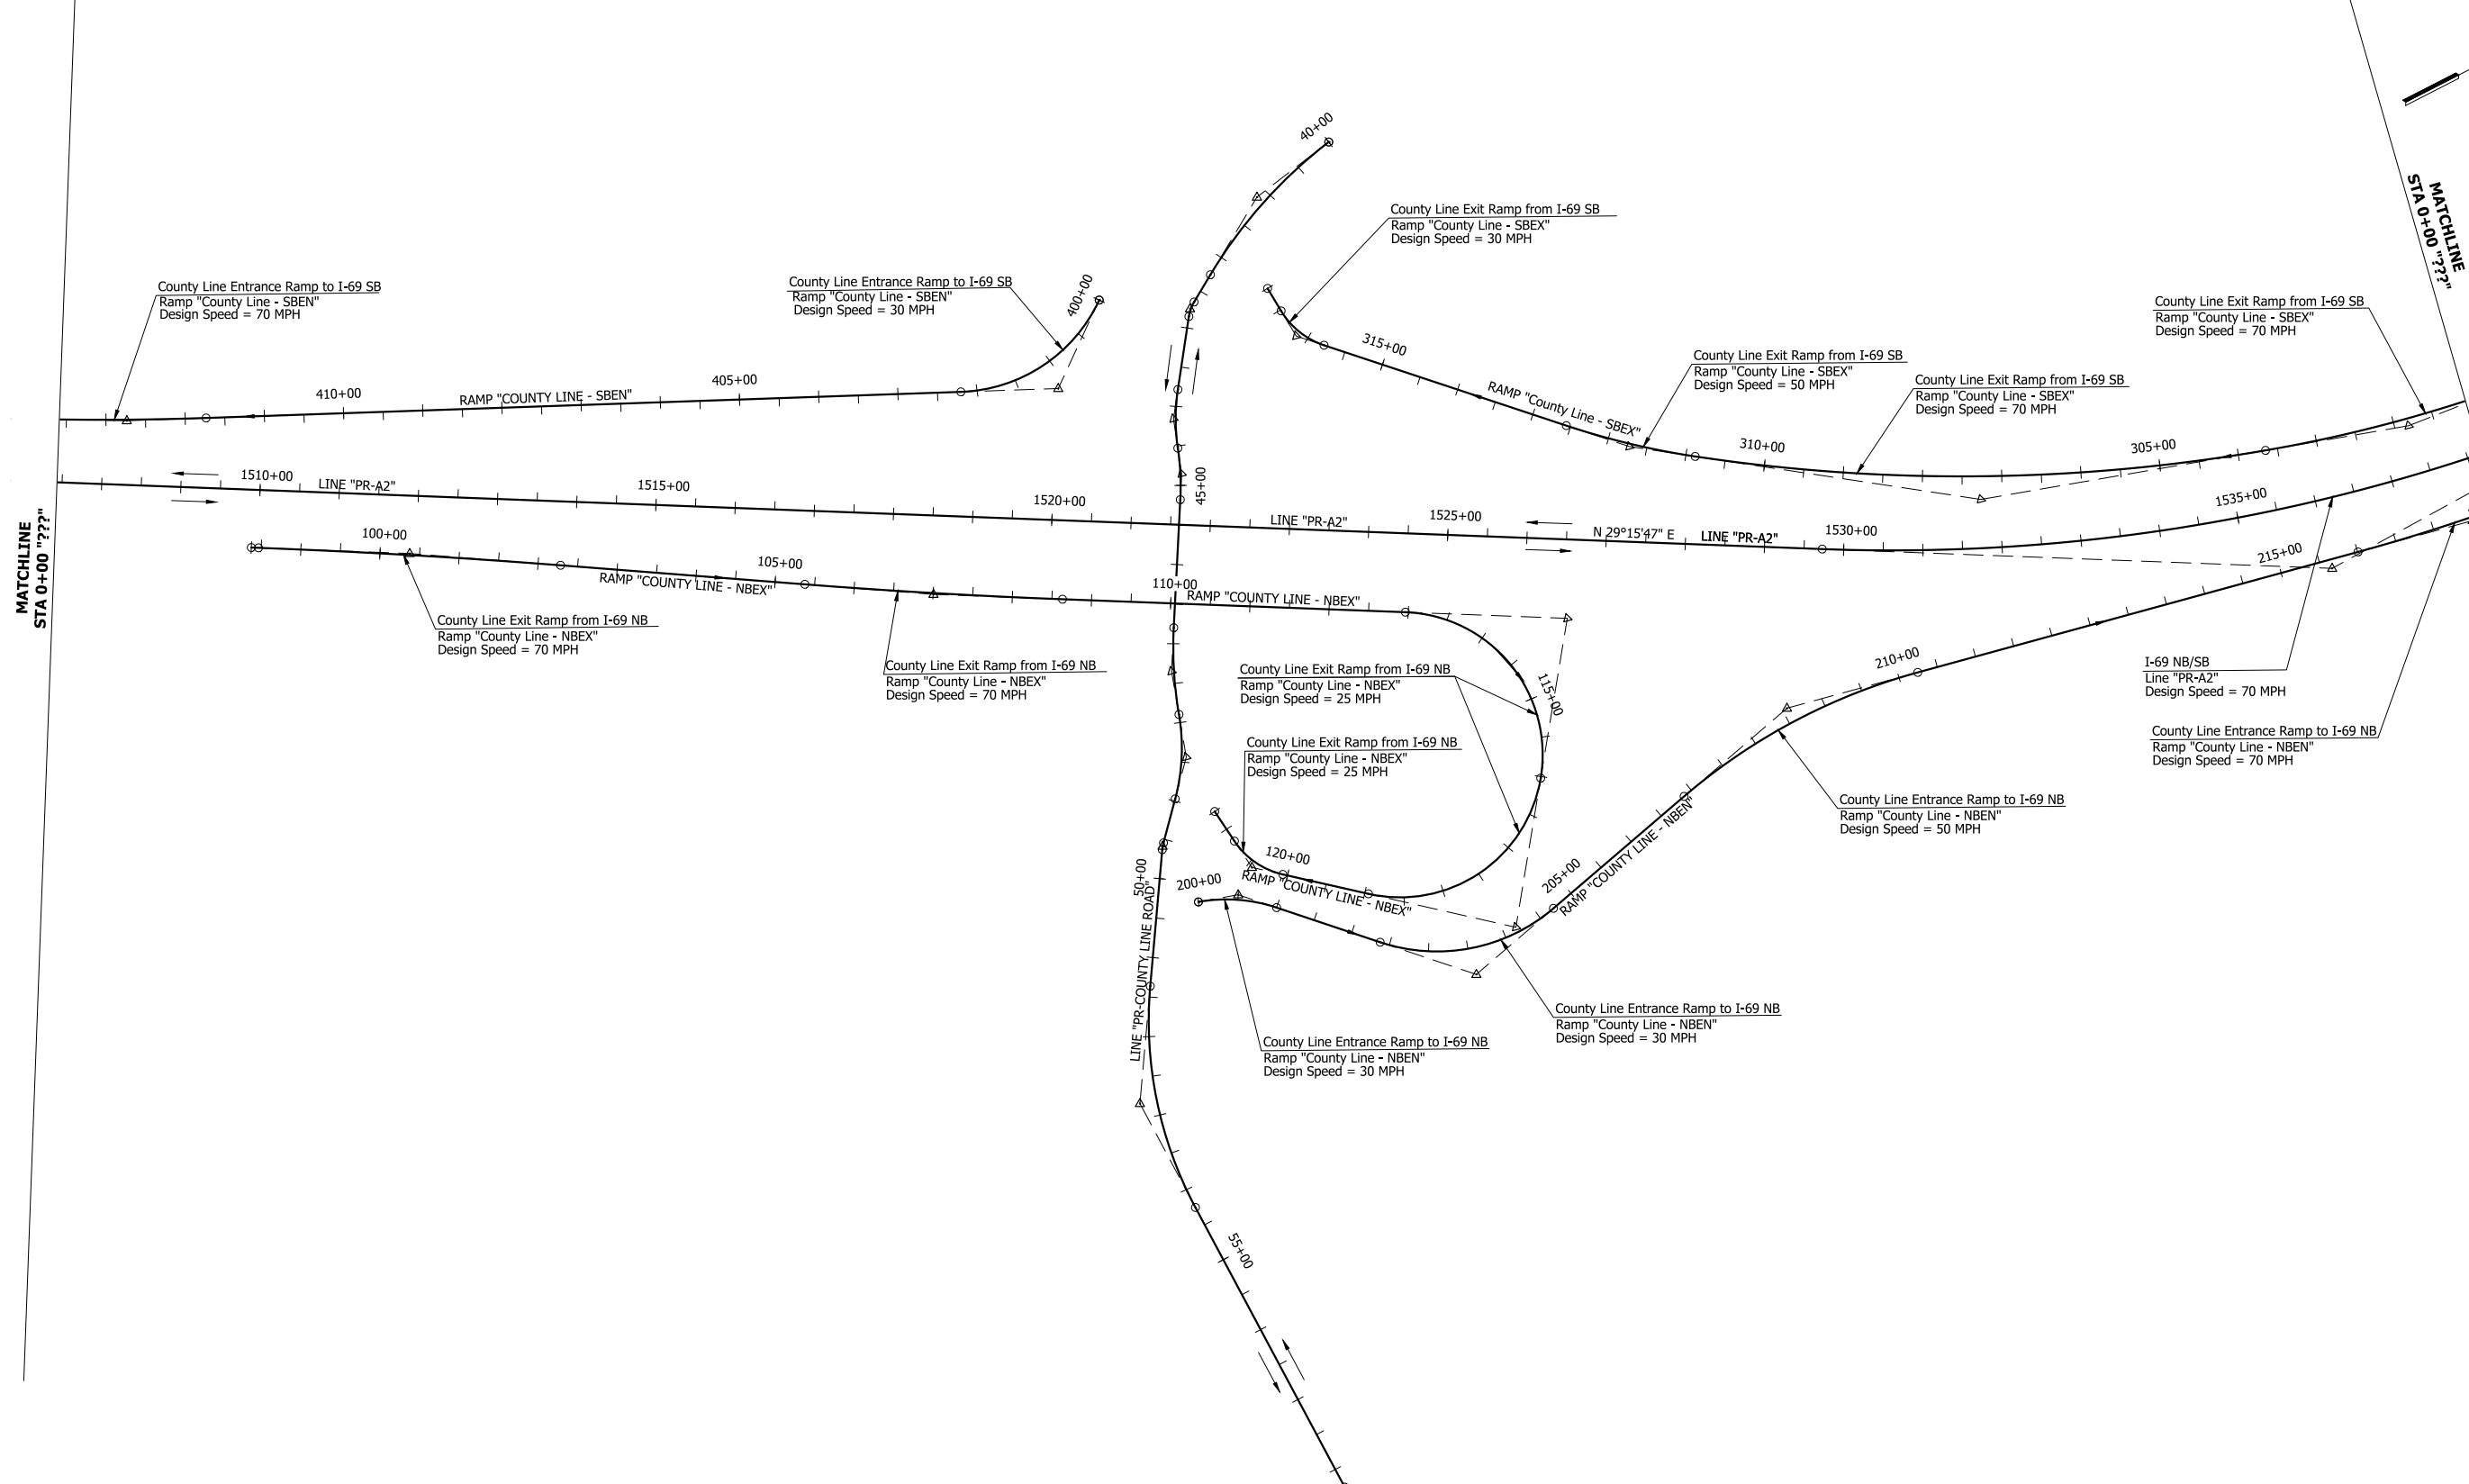 40+00
County Line Exit Ramp from I-69 SB
Ramp "County Line - SBEX"
Design Speed = 30 MPH
MATCHLINE
STA 0+00 "???"
County Line Entrance Ramp to I-69 SB
Ramp "County Line - SBEN"
Design Speed = 70 MPH
County Line Entrance Ramp to I-69 SB
Ramp "County Line - SBEN"
Design Speed = 30 MPH
400+00
County Line Exit Ramp from I-69 SB
Ramp "County Line - SBEX"
Design Speed = 70 MPH
315+00
County Line Exit Ramp from I-69 SB
Ramp "County Line - SBEX"
Design Speed = 50 MPH
County Line Exit Ramp from I-69 SB
Ramp "County Line - SBEX"
Design Speed = 70 MPH
410+00
RAMP "COUNTY LINE - SBEN"
405+00
RAMP "County Line - SBEX"
310+00
305+00
1510+00
LINE "PR-A2"
1515+00
1520+00
45+00
LINE "PR-A2"
1525+00
N 29°15'47" E
LINE "PR-A2"
1530+00
1535+00
MATCHLINE
STA 0+00 "???"
100+00
105+00
RAMP "COUNTY LINE - NBEX"
110+00
RAMP "COUNTY LINE - NBEX"
215+00
County Line Exit Ramp from I-69 NB
Ramp "County Line - NBEX"
Design Speed = 70 MPH
County Line Exit Ramp from I-69 NB
Ramp "County Line - NBEX"
Design Speed = 70 MPH
County Line Exit Ramp from I-69 NB
Ramp "County Line - NBEX"
Design Speed = 25 MPH
115+00
210+00
I-69 NB/SB
Line "PR-A2"
Design Speed = 70 MPH
County Line Exit Ramp from I-69 NB
Ramp "County Line - NBEX"
Design Speed = 25 MPH
County Line Entrance Ramp to I-69 NB
Ramp "County Line - NBEN"
Design Speed = 70 MPH
County Line Entrance Ramp to I-69 NB
Ramp "County Line - NBEN"
Design Speed = 50 MPH
120+00
RAMP "COUNTY LINE - NBEX"
50+00
200+00
205+00
RAMP "COUNTY LINE - NBEN"
LINE "PR-COUNTY LINE ROAD"
County Line Entrance Ramp to I-69 NB
Ramp "County Line - NBEN"
Design Speed = 30 MPH
County Line Entrance Ramp to I-69 NB
Ramp "County Line - NBEN"
Design Speed = 30 MPH
55+00